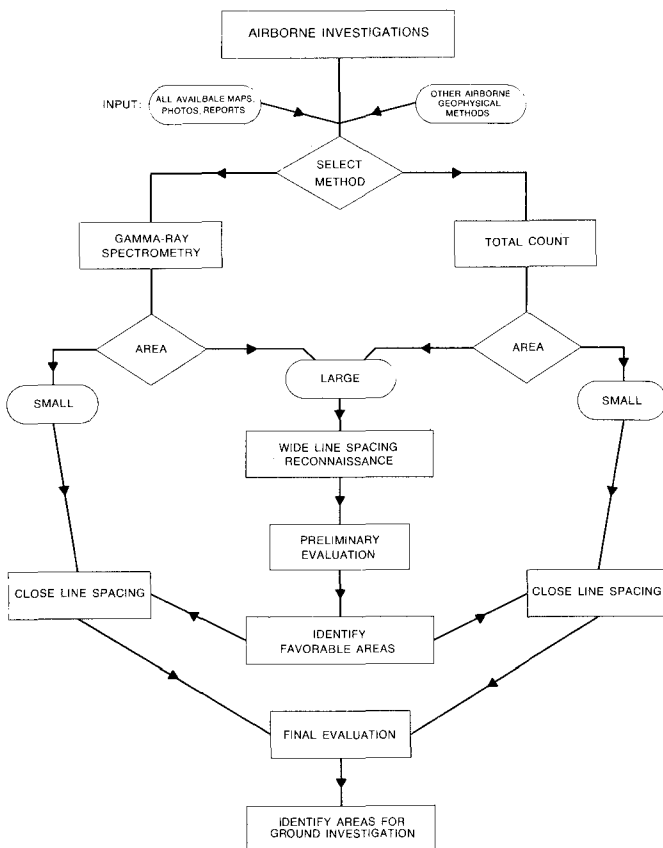 AIRBORNE INVESTIGATIONS
INPUT:
ALL AVAILBALE MAPS,
PHOTOS, REPORTS
OTHER AIRBORNE
GEOPHYSICAL
METHODS
SELECT
METHOD
GAMMA-RAY
SPECTROMETRY
TOTAL COUNT
AREA
AREA
LARGE
SMALL
SMALL
WIDE LINE SPACING
RECONNAISSANCE
PRELIMINARY
EVALUATION
CLOSE LINE SPACING
CLOSE LINE SPACING
IDENTIFY
FAVORABLE AREAS
FINAL EVALUATION
IDENTIFY AREAS FOR
GROUND INVESTIGATION